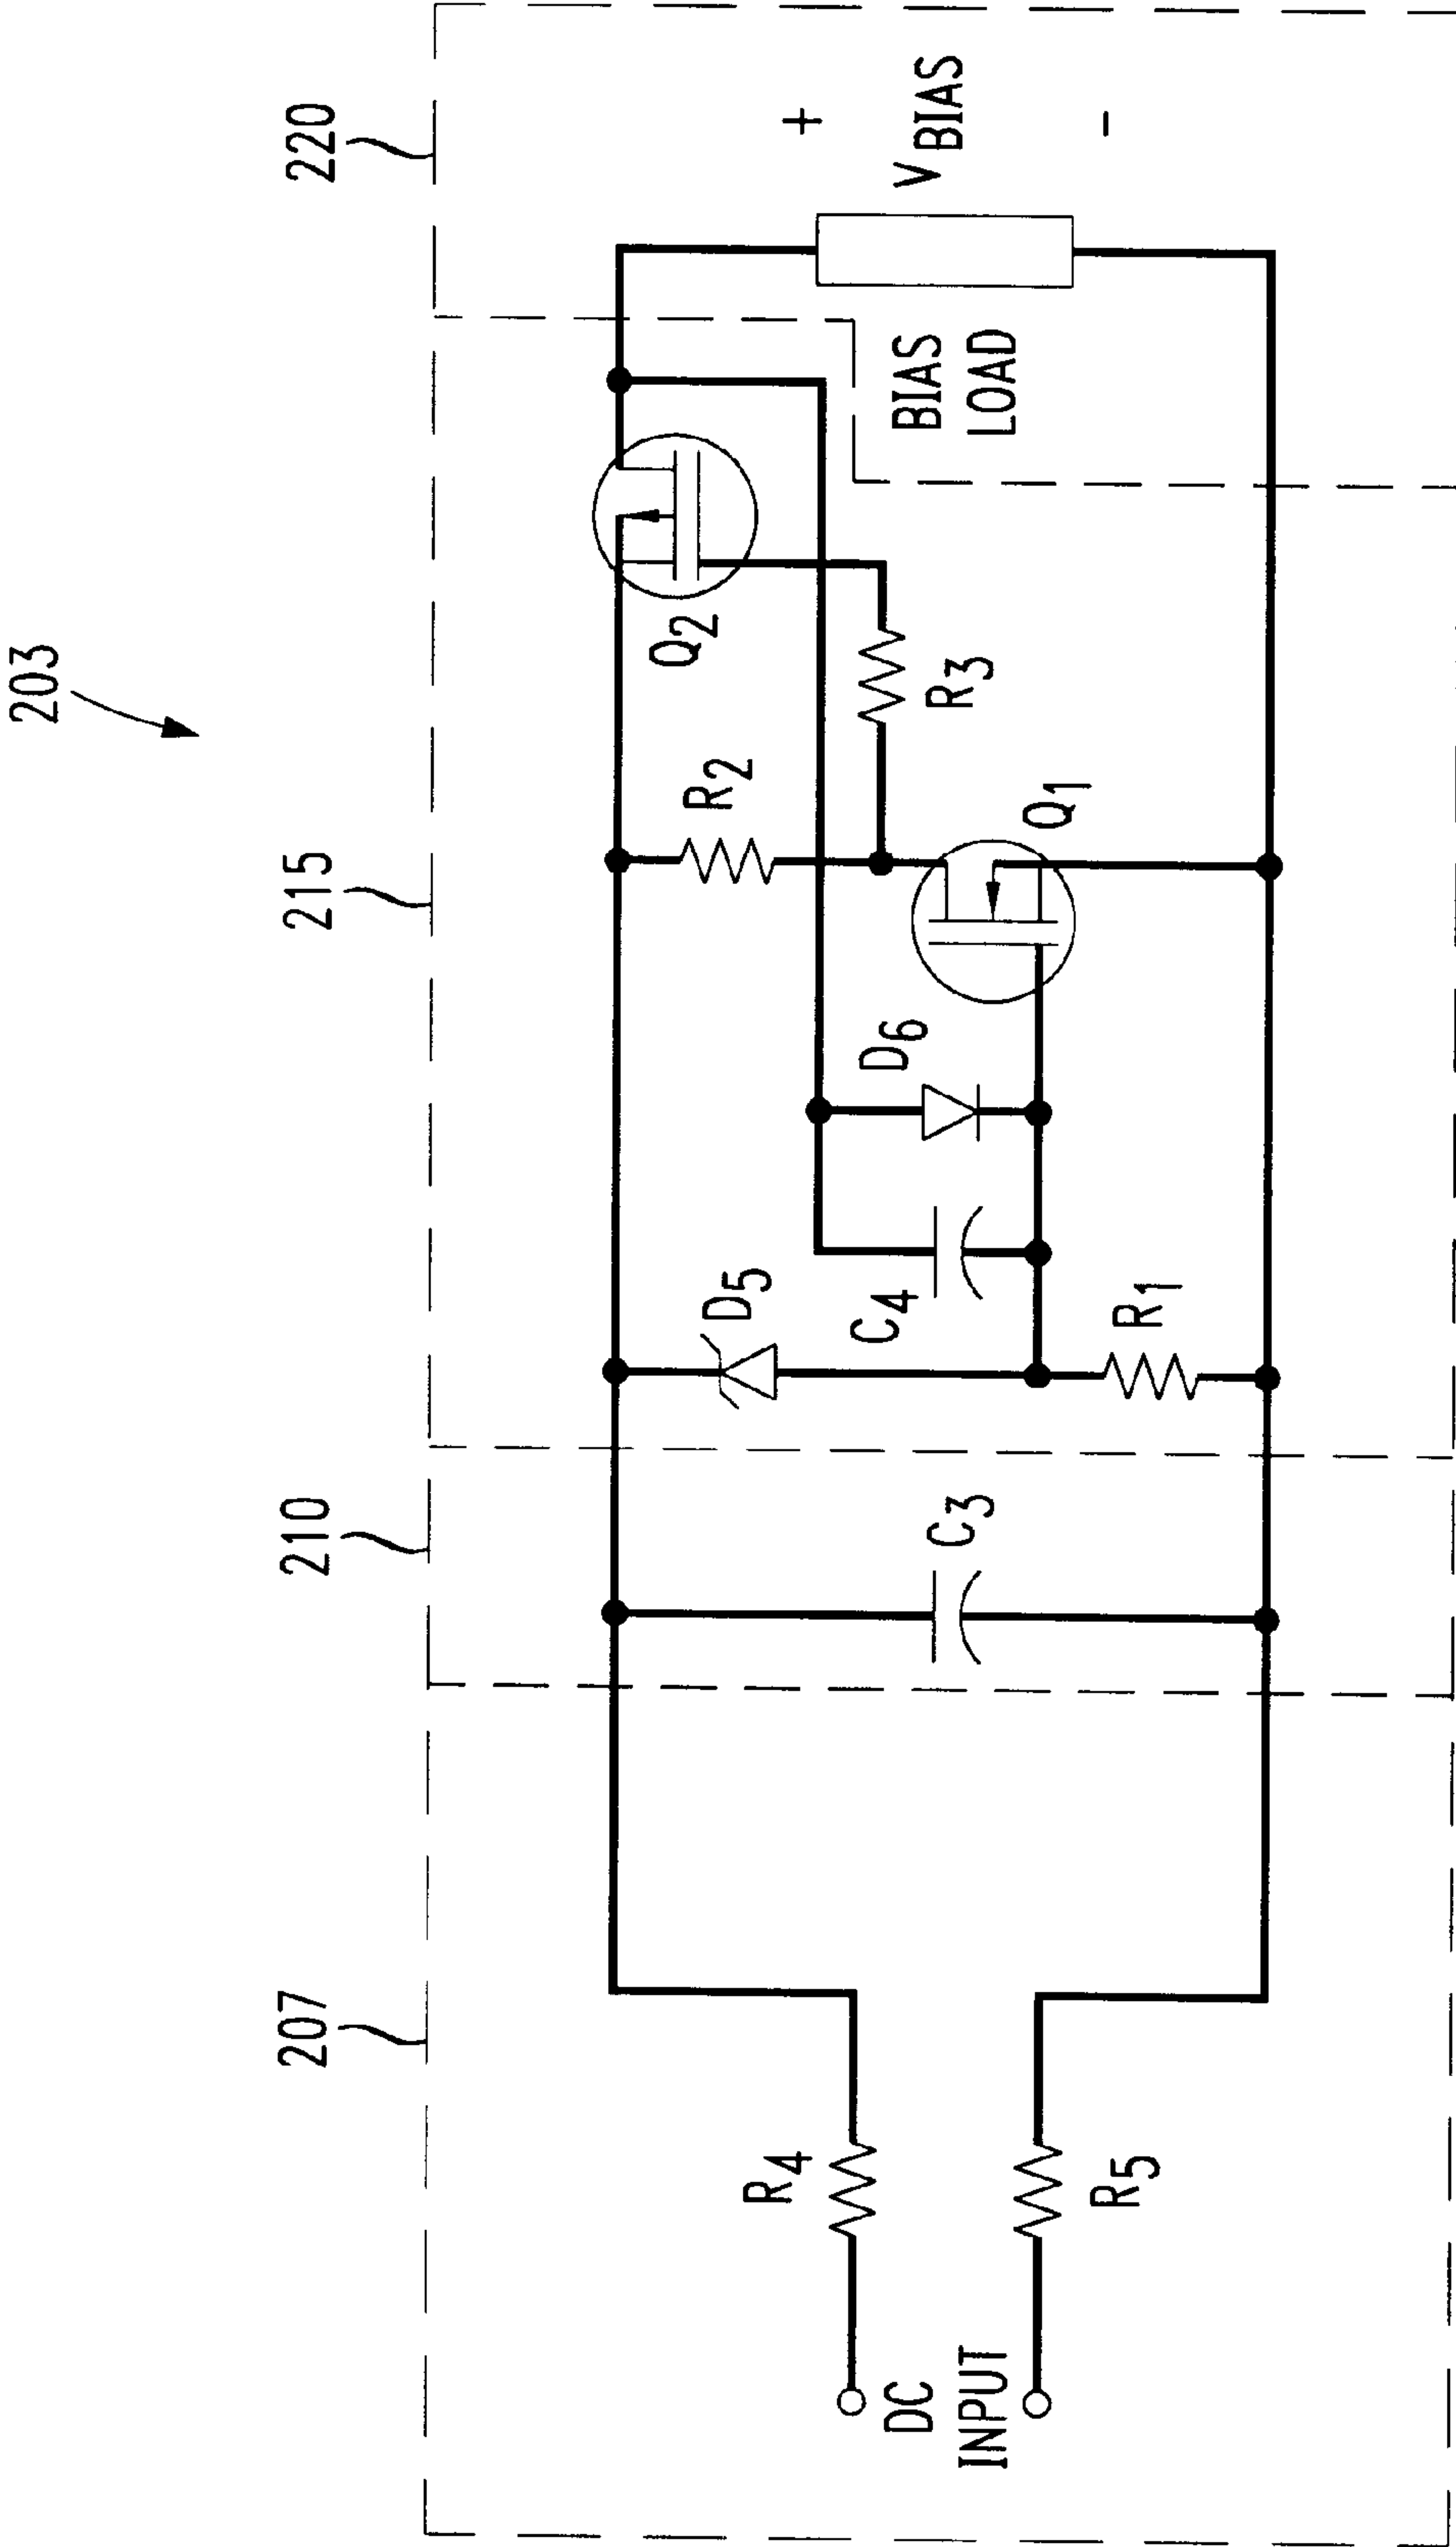 203
207
210
215
220
R4
DC
INPUT
R5
C3
D5
C4
R1
D6
R2
Q1
R3
Q2
BIAS
LOAD
+
VBIAS
-